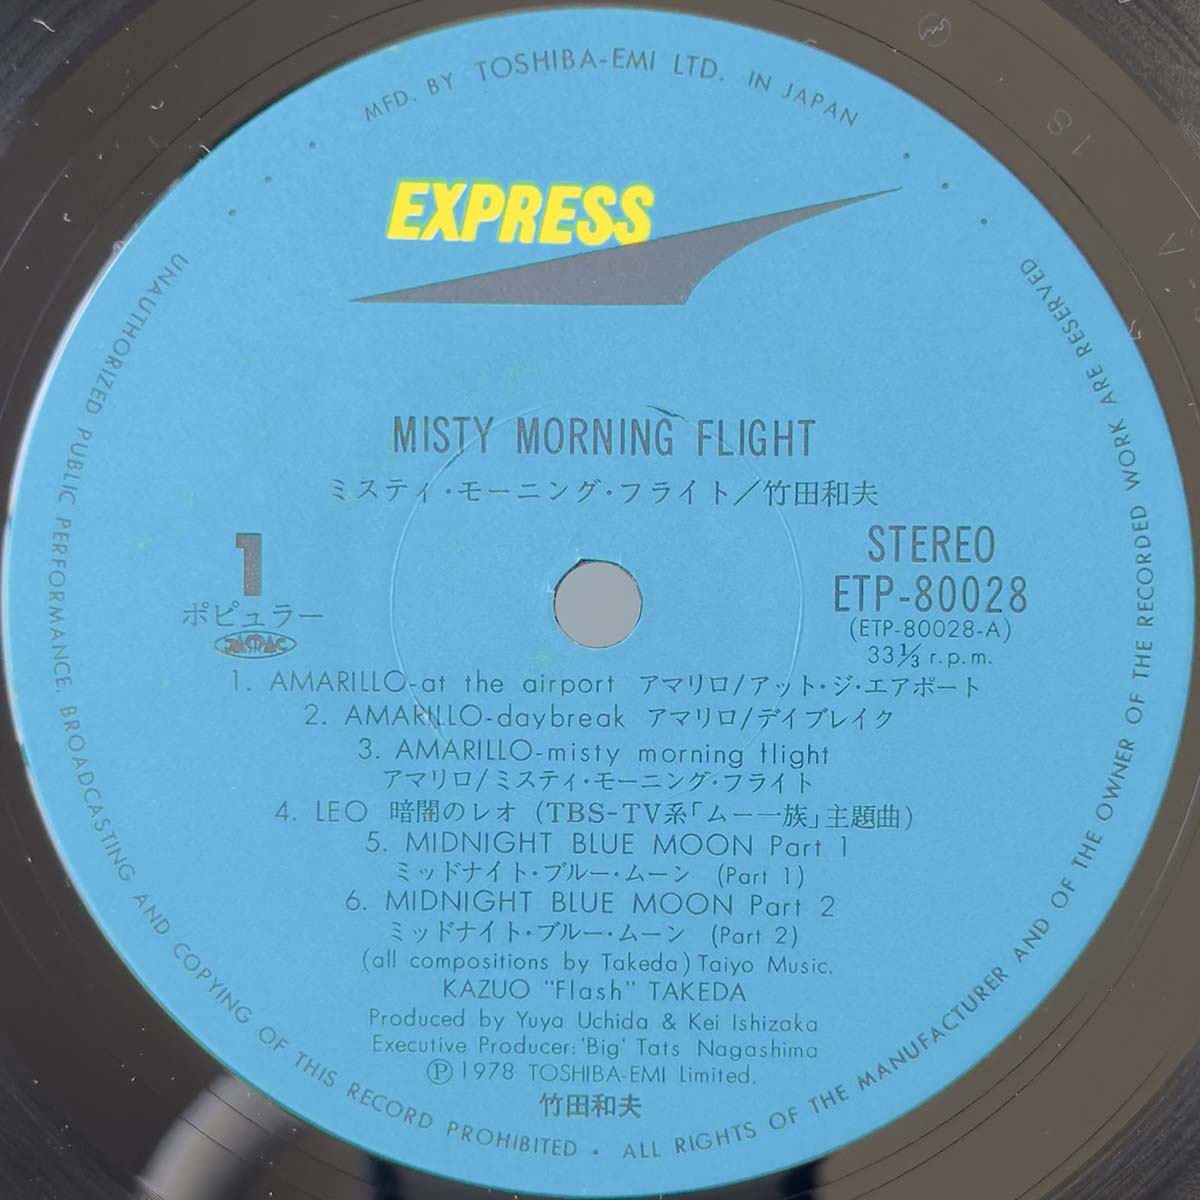 MFD. BY TOSHIBA-EMI LTD. IN JAPAN
EXPRESS
MISTY MORNING FLIGHT
ミスティ・モーニング・フライト/竹田和夫
1
ポピュラー
STEREO
ETP-80028
(ETP-80028-A)
33 1/3 r.p.m.
1. AMARILLO-at the airport アマリロ/アット・ジ・エアポート
2. AMARILLO-daybreak アマリロ/デイブレイク
3. AMARILLO-misty morning flight
アマリロ/ミスティ・モーニング・フライト
4. LEO 暗闇のレオ (TBS-TV系「ムー一族」主題曲)
5. MIDNIGHT BLUE MOON Part 1
ミッドナイト・ブルー・ムーン (Part 1)
6. MIDNIGHT BLUE MOON Part 2
ミッドナイト・ブルー・ムーン (Part 2)
(all compositions by Takeda) Taiyo Music.
KAZUO "Flash" TAKEDA
Produced by Yuya Uchida & Kei Ishizaka
Executive Producer: 'Big' Tats Nagashima
Ⓟ 1978 TOSHIBA-EMI Limited.
竹田和夫
UNAUTHORIZED PUBLIC PERFORMANCE, BROADCASTING AND COPYING OF THIS RECORD PROHIBITED • ALL RIGHTS OF THE MANUFACTURER AND OF THE OWNER OF THE RECORDED WORK ARE RESERVED